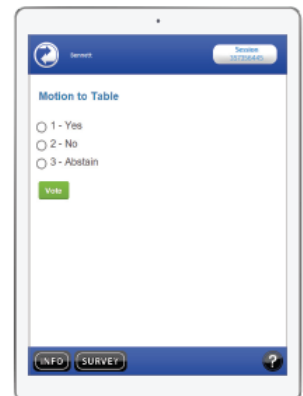 Session
Motion to Table
1 - Yes
2 - No
3 - Abstain
Vote
INFO SURVEY ?